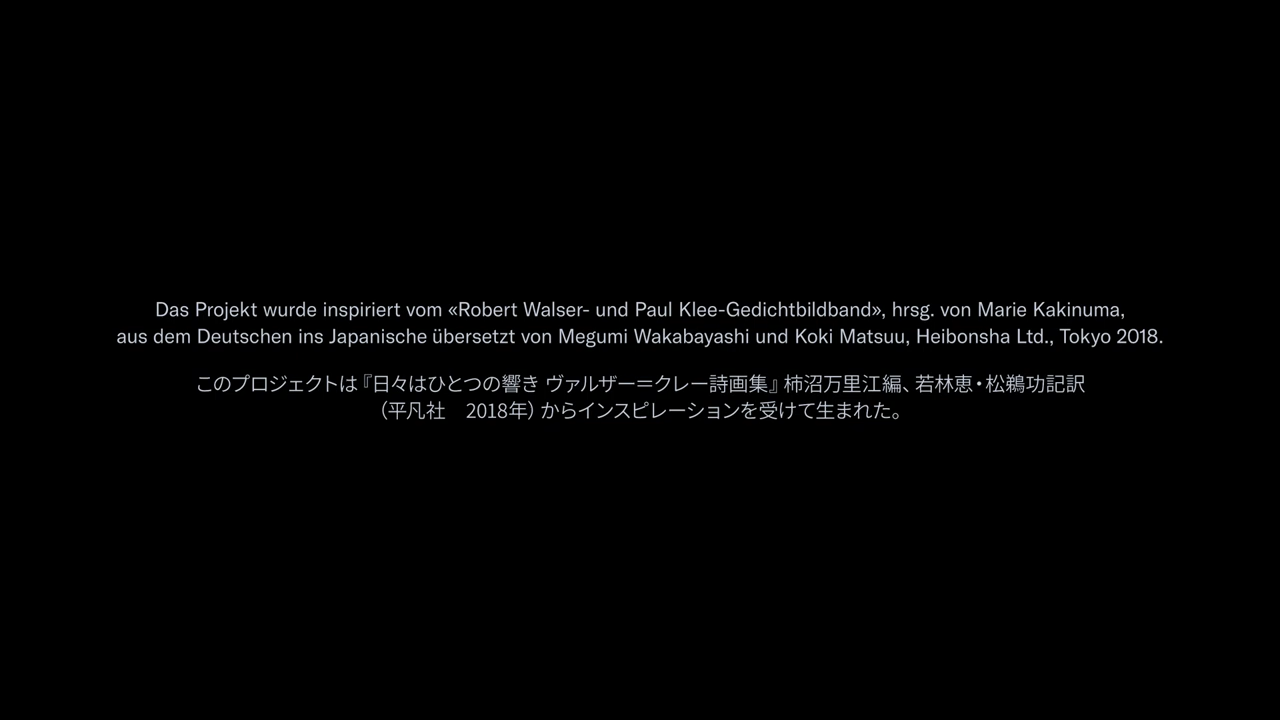 Das Projekt wurde inspiriert vom «Robert Walser- und Paul Klee-Gedichtbildband», hrsg. von Marie Kakinuma,
aus dem Deutschen ins Japanische übersetzt von Megumi Wakabayashi und Koki Matsuu, Heibonsha Ltd., Tokyo 2018.
このプロジェクトは『日々はひとつの響き ヴァルザー＝クレー詩画集』柿沼万里江編、若林恵・松鵜功記訳
（平凡社　2018年）からインスピレーションを受けて生まれた。